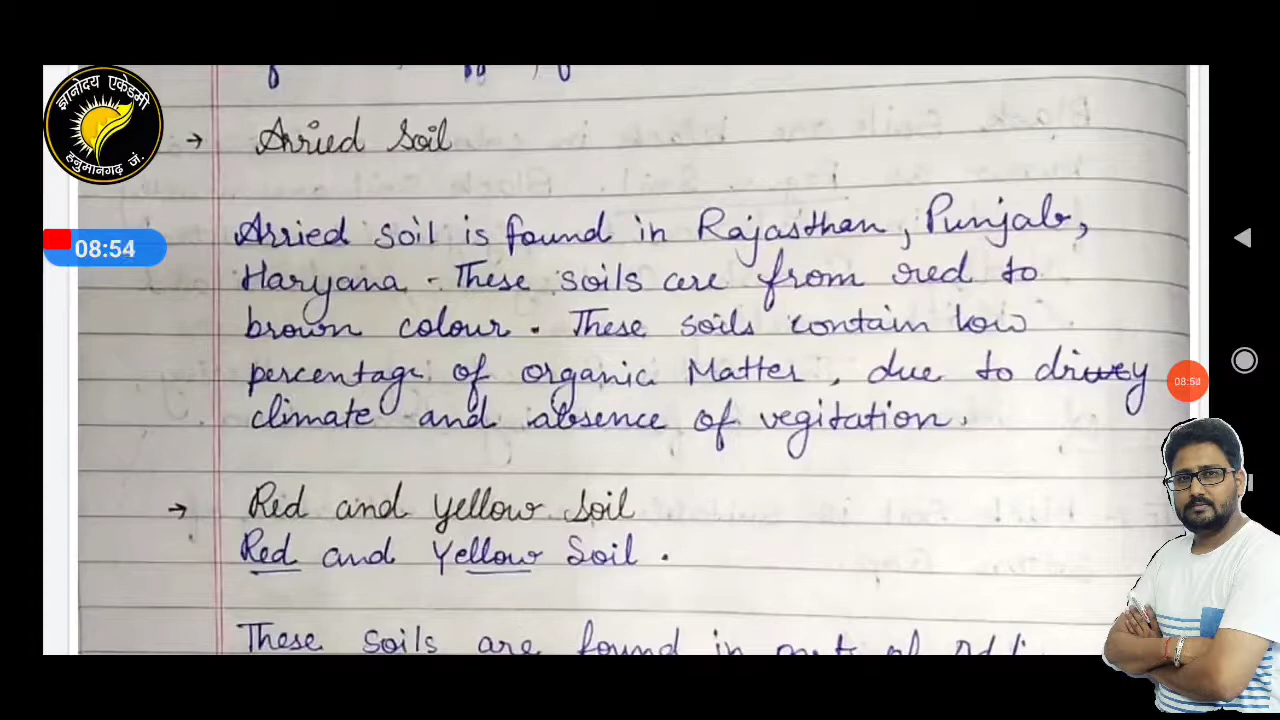 ज्ञानोदय एकेडमी
हनुमानगढ़ जं.
→ Arried Soil
08:54
Arried soil is found in Rajasthan, Punjab,
Haryana - These soils are from red to
brown colour. These soils contain low
percentage of organic Matter, due to
08:58
climate and absence of vegitation.
→ Red and yellow Soil
Red and Yellow Soil.
These soils are found in